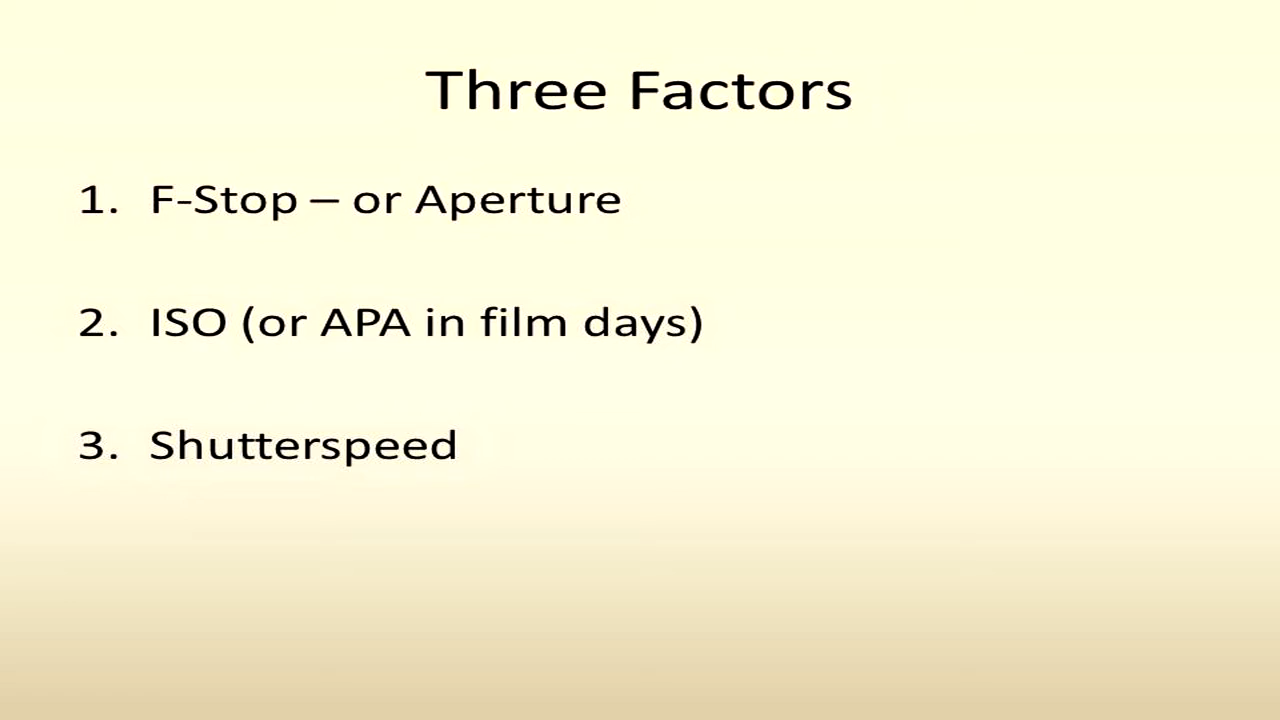 Three Factors
1. F-Stop – or Aperture
2. ISO (or APA in film days)
3. Shutterspeed